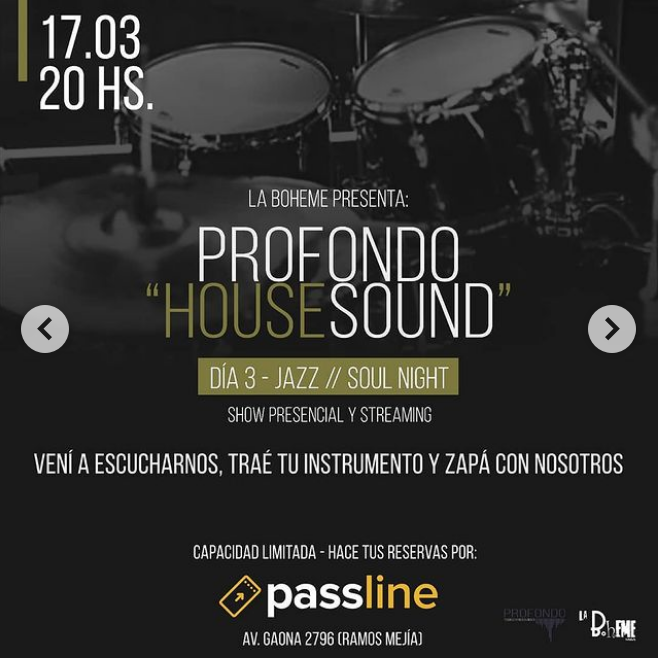 17.03
20 HS.
LA BOHEME PRESENTA:
PROFONDO
"HOUSESOUND"
DÍA 3 - JAZZ // SOUL NIGHT
SHOW PRESENCIAL Y STREAMING
VENÍ A ESCUCHARNOS, TRAÉ TU INSTRUMENTO Y ZAPÁ CON NOSOTROS
CAPACIDAD LIMITADA - HACE TUS RESERVAS POR:
passline
AV. GAONA 2796 (RAMOS MEJÍA)
PROFONDO
LA BohEME